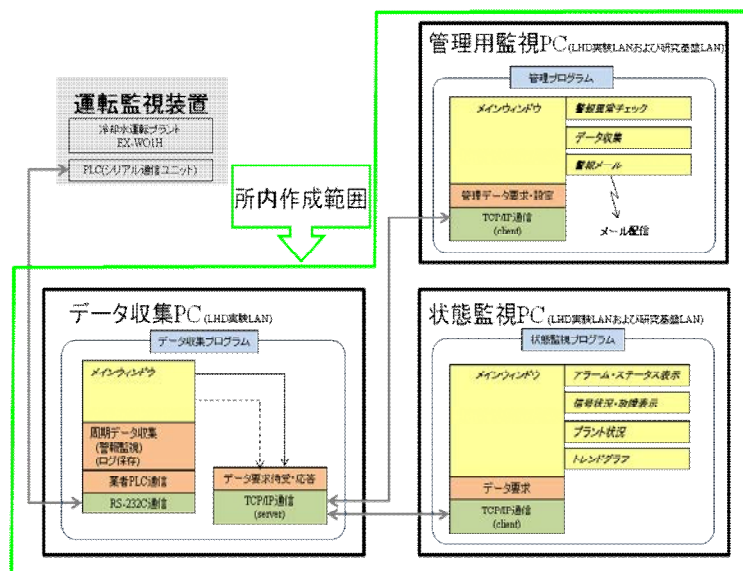 運転監視装置
冷却水運転プラント
EX-WO1H
PLC(シリアル通信ユニット)
所内作成範囲
管理用監視PC(LHD実験LANおよび研究基盤LAN)
管理プログラム
メインウィンドウ
警報重常チェック
データ収集
警報メール
管理データ要求・設定
TCP/IP通信
(client)
メール配信
データ収集PC(LHD実験LAN)
データ収集プログラム
メインウィンドウ
周期データ収集
(警報監視)
(ログ保存)
業者PLC通信
RS-232C通信
データ要求待受・応答
TCP/IP通信
(server)
状態監視PC(LHD実験LANおよび研究基盤LAN)
状態監視プログラム
メインウィンドウ
アラーム・ステータス表示
信号状況・故障表示
プラント状況
トレンドグラフ
データ要求
TCP/IP通信
(client)